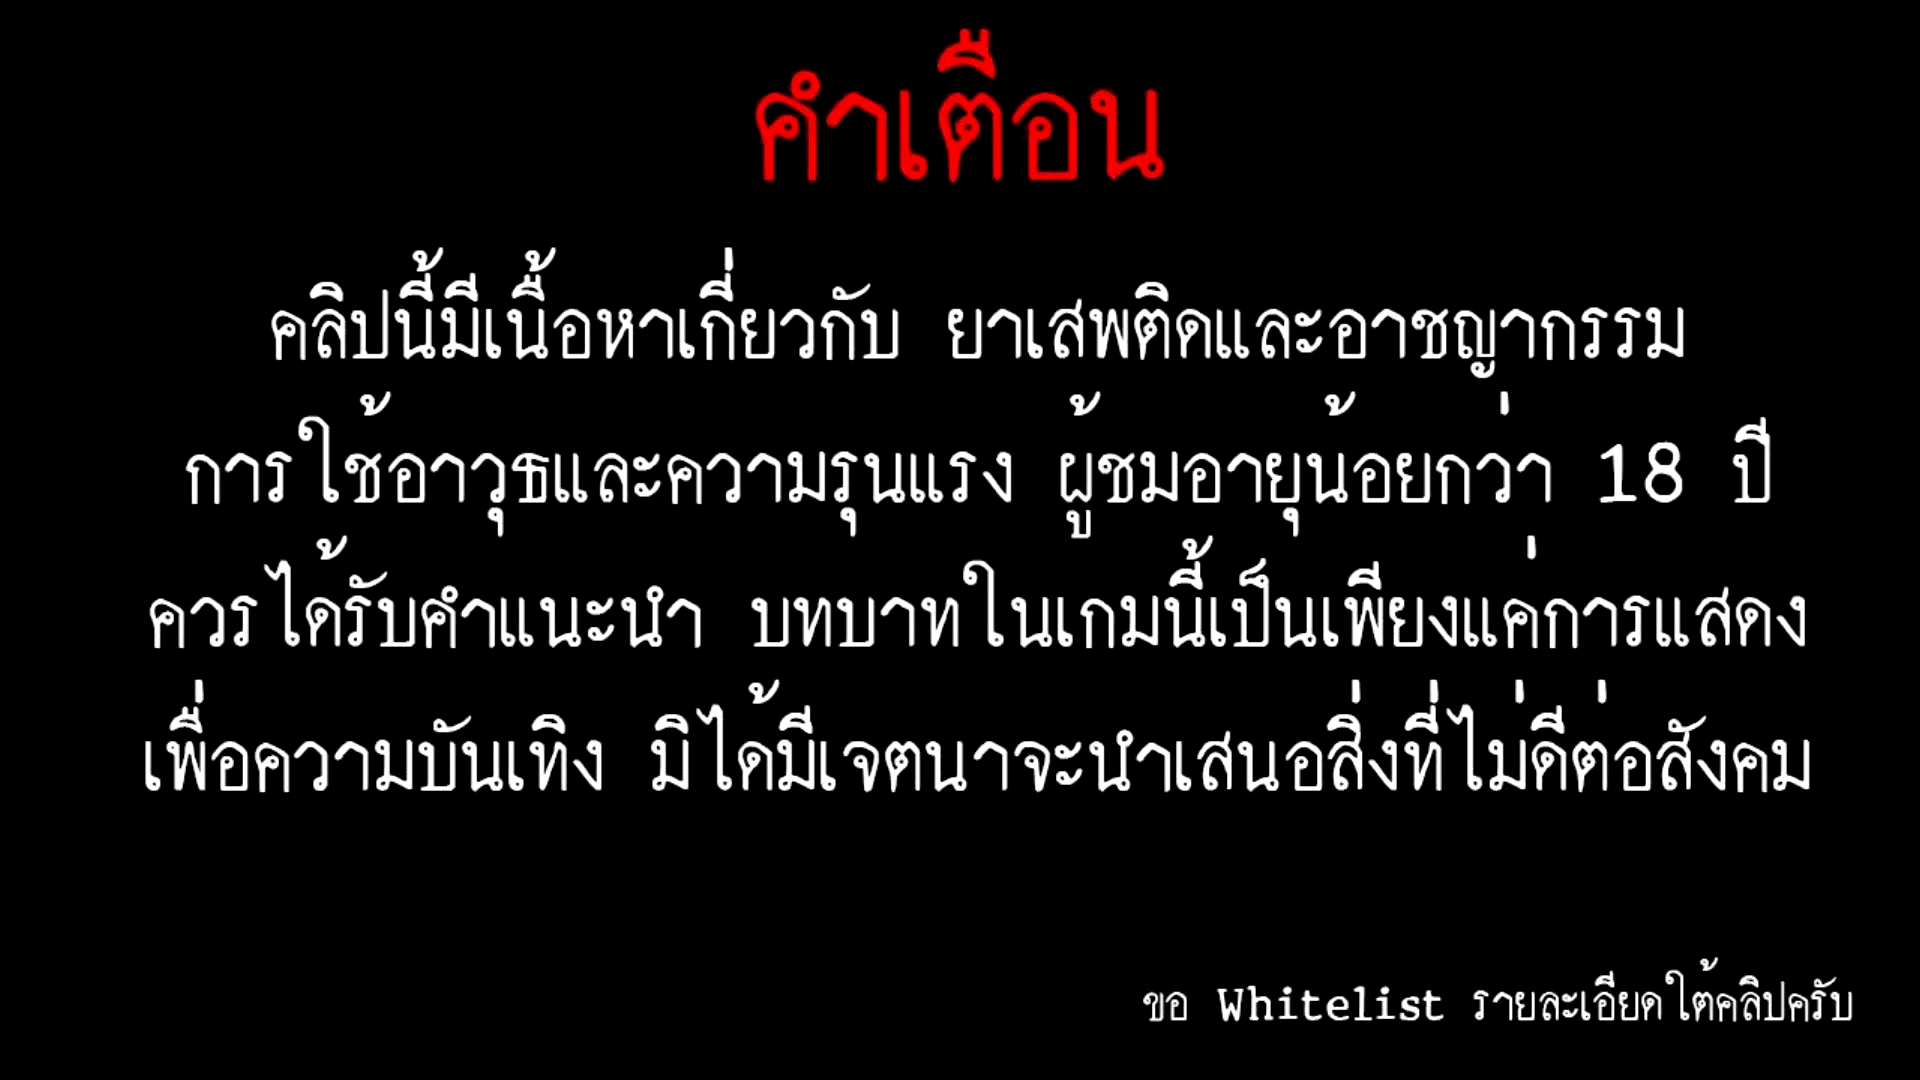 คำเตือน
คลิปนี้มีเนื้อหาเกี่ยวกับ ยาเสพติดและอาชญากรรม
การใช้อาวุธและความรุนแรง ผู้ชมอายุน้อยกว่า 18 ปี
ควรได้รับคำแนะนำ บทบาทในเกมนี้เป็นเพียงแค่การแสดง
เพื่อความบันเทิง มิได้มีเจตนาจะนำเสนอสิ่งที่ไม่ดีต่อสังคม
ขอ Whitelist รายละเอียดใต้คลิปครับ